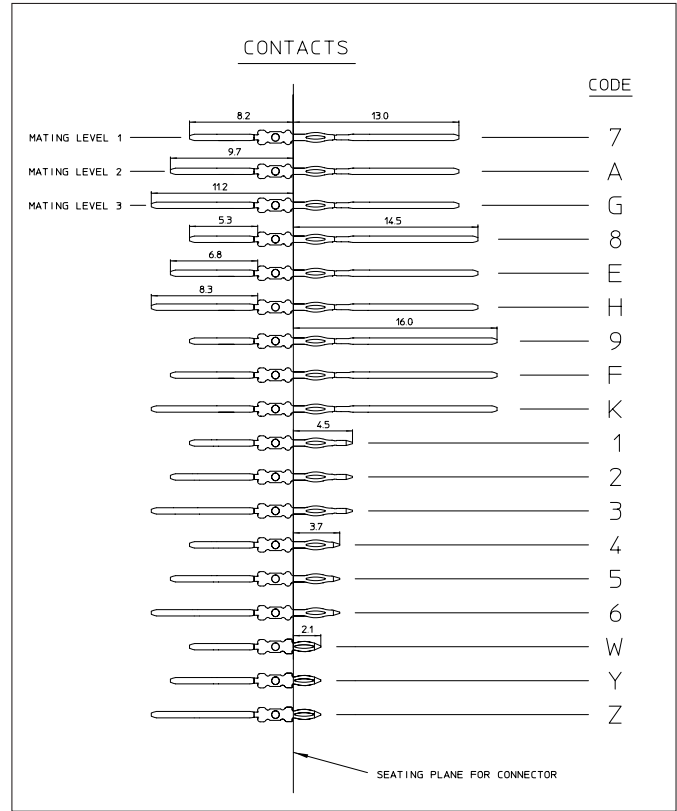 CONTACTS
CODE
8.2 13.0
MATING LEVEL 1 7
9.7
MATING LEVEL 2 A
11.2
MATING LEVEL 3 G
5.3 14.5
8
6.8
E
8.3
H
16.0
9
F
K
4.5
1
2
3
3.7
4
5
6
2.1
W
Y
Z
SEATING PLANE FOR CONNECTOR